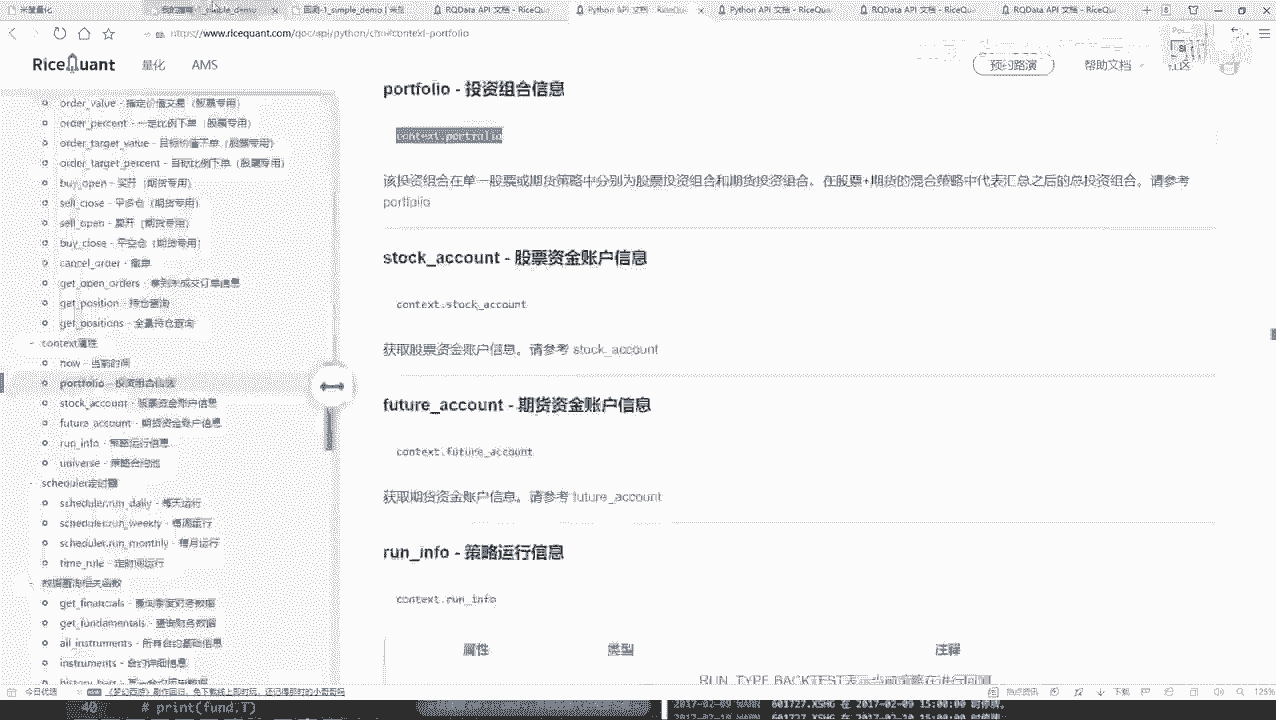 米筐量化
回测-1_simple_demo | 米筐
RQData API 文档 - RiceQu
Python API 文档 - RiceQu
Python API 文档 - RiceQu
RQData API 文档 - RiceQu
RQData API 文档 - RiceQu
https://www.ricequant.com/doc/api/python/chn#context-portfolio
RiceQuant
量化
AMS
预约路演
帮助文档
社区
order_value - 指定价值交易（股票专用）
order_percent - 一定比例下单（股票专用）
order_target_value - 目标价值下单（股票专用）
order_target_percent - 目标比例下单（股票专用）
buy_open - 买开（期货专用）
sell_close - 平多仓（期货专用）
sell_open - 卖开（期货专用）
buy_close - 平空仓（期货专用）
cancel_order - 撤单
get_open_orders - 拿到未成交订单信息
get_position - 持仓查询
get_positions - 全量持仓查询
context属性
now - 当前时间
portfolio - 投资组合信息
stock_account - 股票资金账户信息
future_account - 期货资金账户信息
run_info - 策略运行信息
universe - 策略合约池
scheduler定时器
scheduler.run_daily - 每天运行
scheduler.run_weekly - 每周运行
scheduler.run_monthly - 每月运行
time_rule - 定时间运行
数据查询相关函数
get_financials - 查询季度财务数据
get_fundamentals - 查询财务数据
all_instruments - 所有合约基础信息
instruments - 合约详细信息
portfolio - 投资组合信息
context.portfolio
该投资组合在单一股票或期货策略中分别为股票投资组合和期货投资组合。在股票+期货的混合策略中代表汇总之后的总投资组合。请参考
portfolio
stock_account - 股票资金账户信息
context.stock_account
获取股票资金账户信息。请参考 stock_account
future_account - 期货资金账户信息
context.future_account
获取期货资金账户信息。请参考 future_account
run_info - 策略运行信息
context.run_info
属性
类型
注释
RUN_TYPE.BACKTEST表示当前策略在进行回测
今日优选
热点资讯
下载
125%
40 # print(fund.T)
2017-02-09 WARN 601727.XSHG 在 2017-02-09 15:00:00 时停牌。